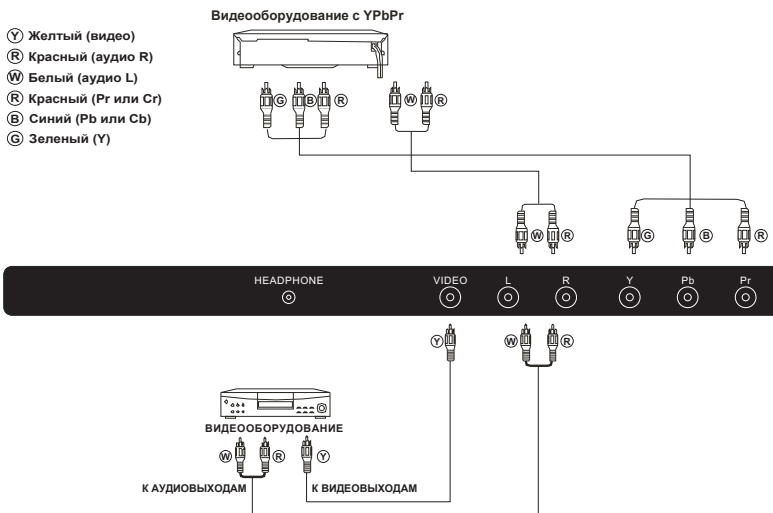 Видеооборудование с YPbPr
Y Желтый (видео)
R Красный (аудио R)
W Белый (аудио L)
R Красный (Pr или Cr)
B Синий (Pb или Cb)
G Зеленый (Y)
G B R W R
W R G B R
HEADPHONE VIDEO L R Y Pb Pr
Y W R
ВИДЕООБОРУДОВАНИЕ
W R Y
К АУДИОВЫХОДАМ К ВИДЕОВЫХОДАМ